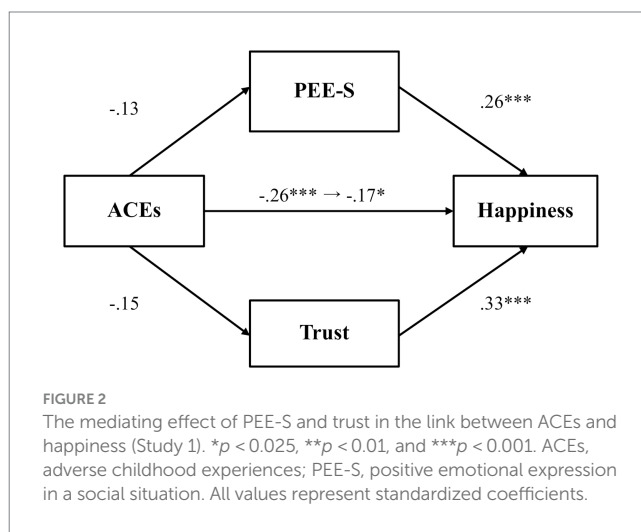 PEE-S
-.13
.26***
-.26*** → -.17*
ACEs
Happiness
-.15
.33***
Trust
FIGURE 2
The mediating effect of PEE-S and trust in the link between ACEs and
happiness (Study 1). *p < 0.025, **p < 0.01, and ***p < 0.001. ACEs,
adverse childhood experiences; PEE-S, positive emotional expression
in a social situation. All values represent standardized coefficients.